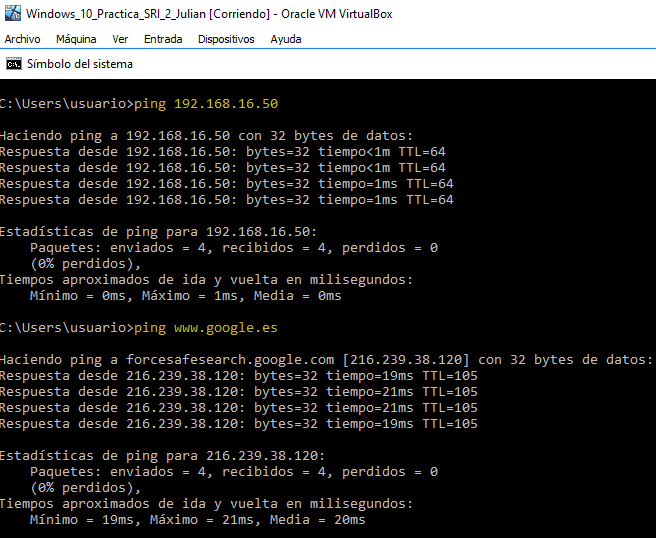 Windows_10_Practica_SRI_2_Julian [Corriendo] - Oracle VM VirtualBox
Archivo Máquina Ver Entrada Dispositivos Ayuda
Símbolo del sistema
C:\Users\usuario>ping 192.168.16.50
Haciendo ping a 192.168.16.50 con 32 bytes de datos:
Respuesta desde 192.168.16.50: bytes=32 tiempo<1m TTL=64
Respuesta desde 192.168.16.50: bytes=32 tiempo<1m TTL=64
Respuesta desde 192.168.16.50: bytes=32 tiempo=1ms TTL=64
Respuesta desde 192.168.16.50: bytes=32 tiempo=1ms TTL=64
Estadísticas de ping para 192.168.16.50:
Paquetes: enviados = 4, recibidos = 4, perdidos = 0
(0% perdidos),
Tiempos aproximados de ida y vuelta en milisegundos:
Mínimo = 0ms, Máximo = 1ms, Media = 0ms
C:\Users\usuario>ping www.google.es
Haciendo ping a forcesafesearch.google.com [216.239.38.120] con 32 bytes de datos:
Respuesta desde 216.239.38.120: bytes=32 tiempo=19ms TTL=105
Respuesta desde 216.239.38.120: bytes=32 tiempo=21ms TTL=105
Respuesta desde 216.239.38.120: bytes=32 tiempo=21ms TTL=105
Respuesta desde 216.239.38.120: bytes=32 tiempo=19ms TTL=105
Estadísticas de ping para 216.239.38.120:
Paquetes: enviados = 4, recibidos = 4, perdidos = 0
(0% perdidos),
Tiempos aproximados de ida y vuelta en milisegundos:
Mínimo = 19ms, Máximo = 21ms, Media = 20ms